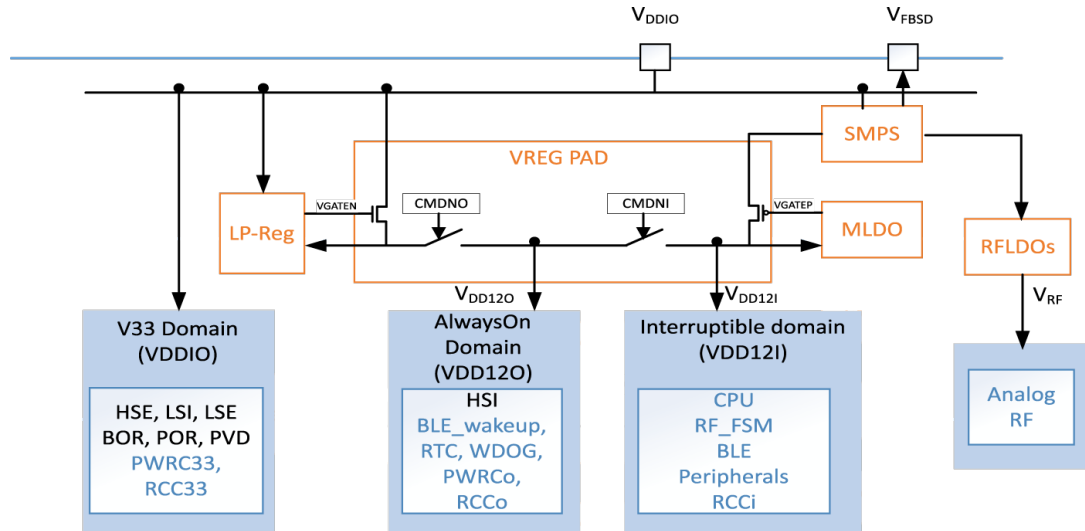 VDDIO
VFBSD
SMPS
VREG PAD
VGATEN
CMDNO
CMDNI
VGATEP
LP-Reg
MLDO
RFLDOs
VDD12O
VDD12I
VRF
V33 Domain
(VDDIO)
HSE, LSI, LSE
BOR, POR, PVD
PWRC33,
RCC33
AlwaysOn
Domain
(VDD12O)
HSI
BLE_wakeup,
RTC, WDOG,
PWRCo,
RCCo
Interruptible domain
(VDD12I)
CPU
RF_FSM
BLE
Peripherals
RCCi
Analog
RF